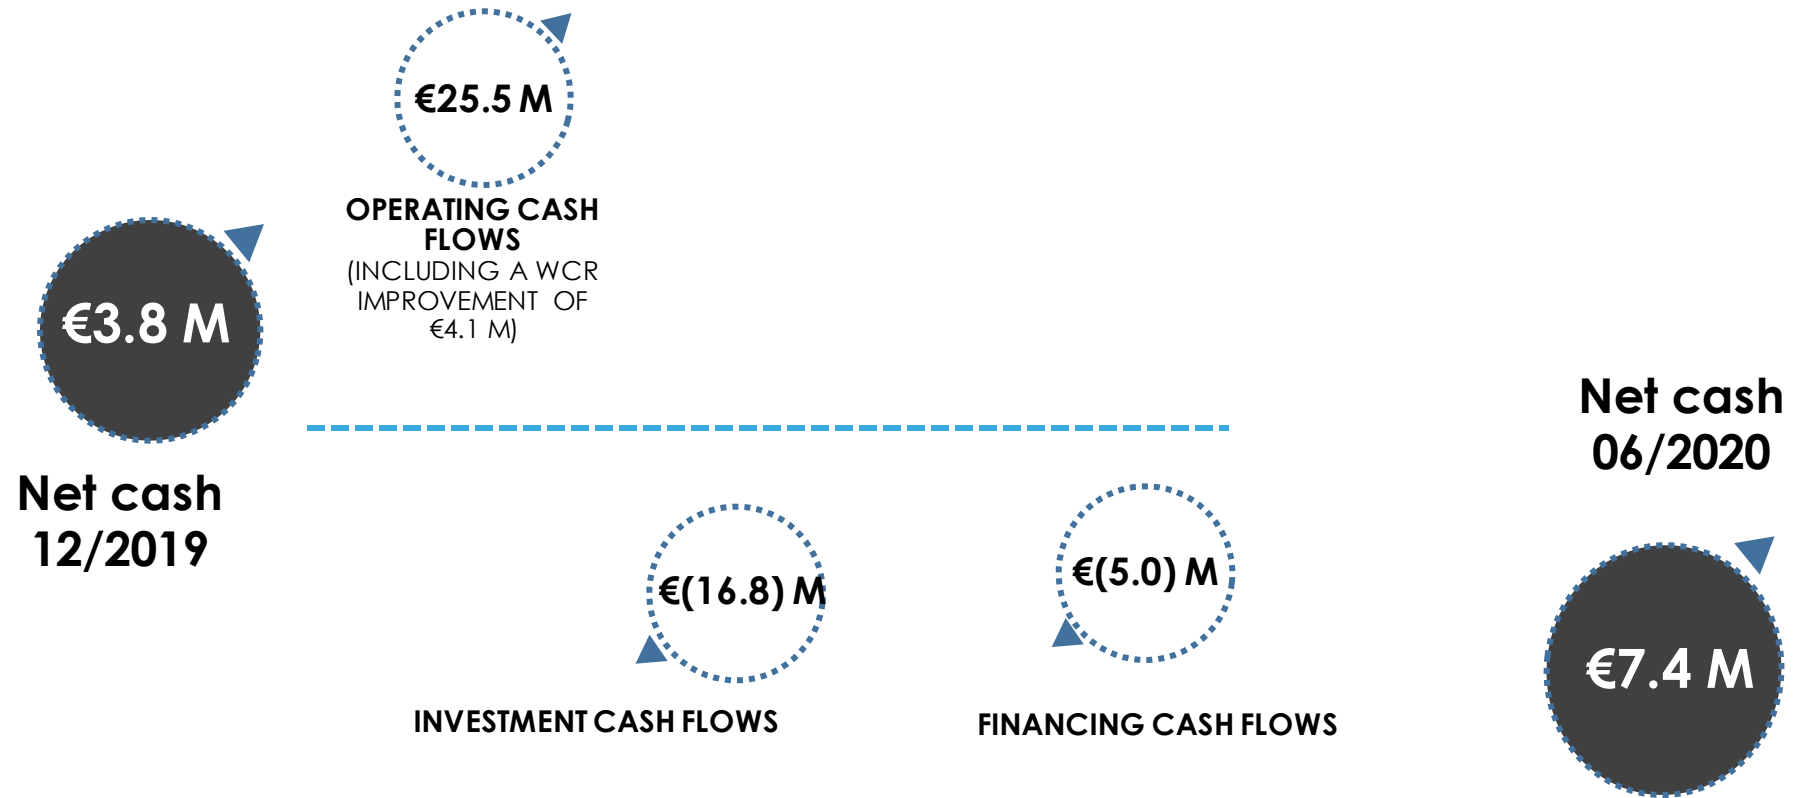 €3.8 M
Net cash
12/2019
€25.5 M
OPERATING CASH
FLOWS
(INCLUDING A WCR
IMPROVEMENT OF
€4.1 M)
€(16.8) M
INVESTMENT CASH FLOWS
€(5.0) M
FINANCING CASH FLOWS
Net cash
06/2020
€7.4 M